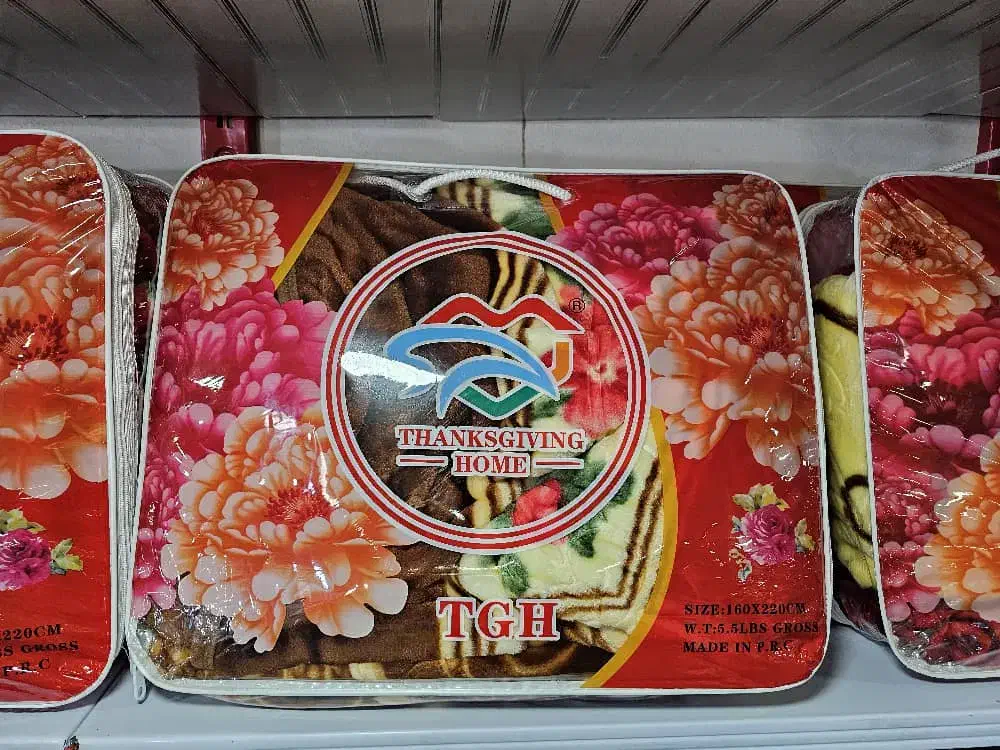 ®
THANKSGIVING
HOME
TGH
SIZE:160X220CM
W.T:5.5LBS GROSS
MADE IN P.R.C
220CM
GROSS
P.R.C